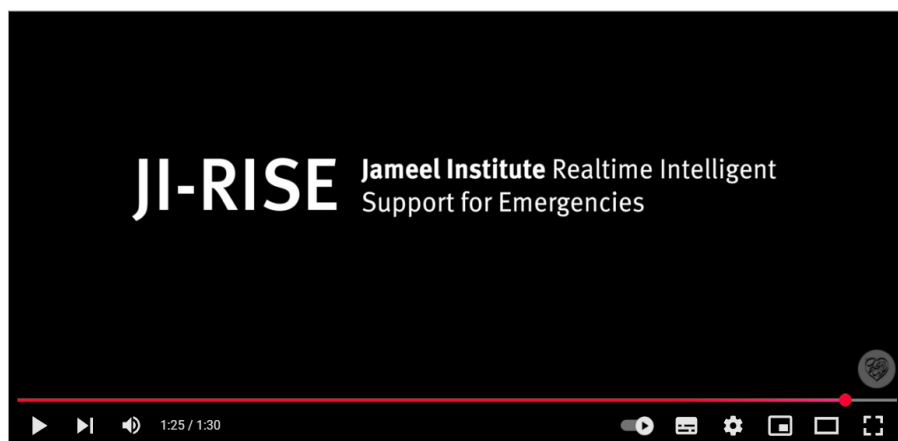 JI-RISE
Jameel Institute Realtime Intelligent
Support for Emergencies
1:25 / 1:30